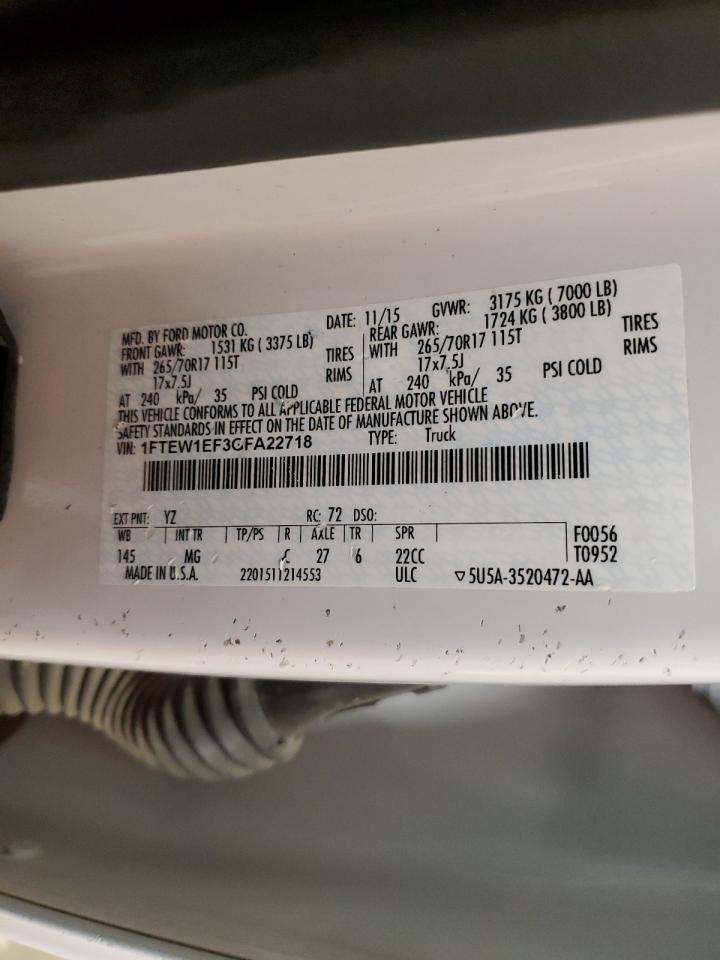 MFD. BY FORD MOTOR CO. DATE: 11/15 GVWR: 3175 KG ( 7000 LB)
FRONT GAWR: 1531 KG ( 3375 LB) REAR GAWR: 1724 KG ( 3800 LB)
WITH 265/70R17 115T TIRES WITH 265/70R17 115T TIRES
17x7.5J RIMS 17x7.5J RIMS
AT 240 kPa/ 35 PSI COLD AT 240 kPa/ 35 PSI COLD
THIS VEHICLE CONFORMS TO ALL APPLICABLE FEDERAL MOTOR VEHICLE
SAFETY STANDARDS IN EFFECT ON THE DATE OF MANUFACTURE SHOWN ABOVE.
VIN: 1FTEW1EF3GFA22718 TYPE: Truck
EXT PNT: YZ RC: 72 DSO:
WB INT TR TP/PS R AXLE TR SPR F0056
145 MG C 27 6 22CC T0952
MADE IN U.S.A. 2201511214553 ULC ▽5U5A-3520472-AA